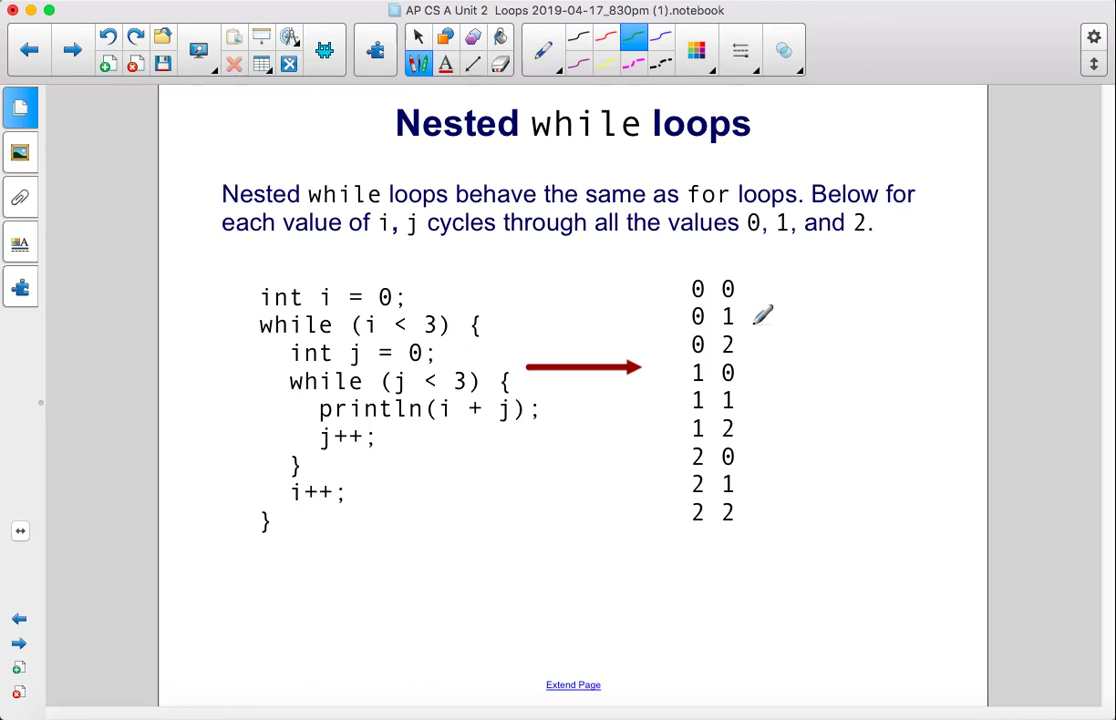 AP CS A Unit 2 Loops 2019-04-17_830pm (1).notebook
Nested while loops
Nested while loops behave the same as for loops. Below for
each value of i, j cycles through all the values 0, 1, and 2.
int i = 0;
while (i < 3) {
int j = 0;
while (j < 3) {
println(i + j);
j++;
}
i++;
}
0 0
0 1
0 2
1 0
1 1
1 2
2 0
2 1
2 2
Extend Page